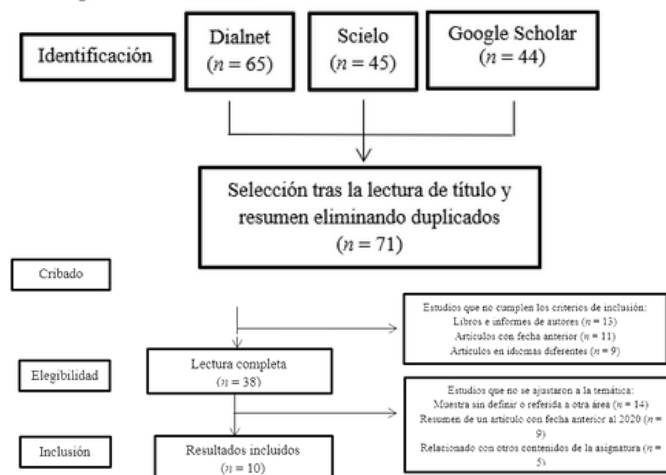 Identificación
Dialnet
(n = 65)
Scielo
(n = 45)
Google Scholar
(n = 44)
Selección tras la lectura de título y
resumen eliminando duplicados
(n = 71)
Cribado
Estudios que no cumplen los criterios de inclusión:
Libros e informes de autores (n = 13)
Artículos con fecha anterior (n = 11)
Artículos en idiomas diferentes (n = 9)
Elegibilidad
Lectura completa
(n = 38)
Estudios que no se ajustaron a la temática:
Muestra sin definir o referida a otra área (n = 14)
Resumen de un artículo con fecha anterior al 2020 (n =
9)
Relacionado con otros contenidos de la asignatura (n =
5)
Inclusión
Resultados incluidos
(n = 10)